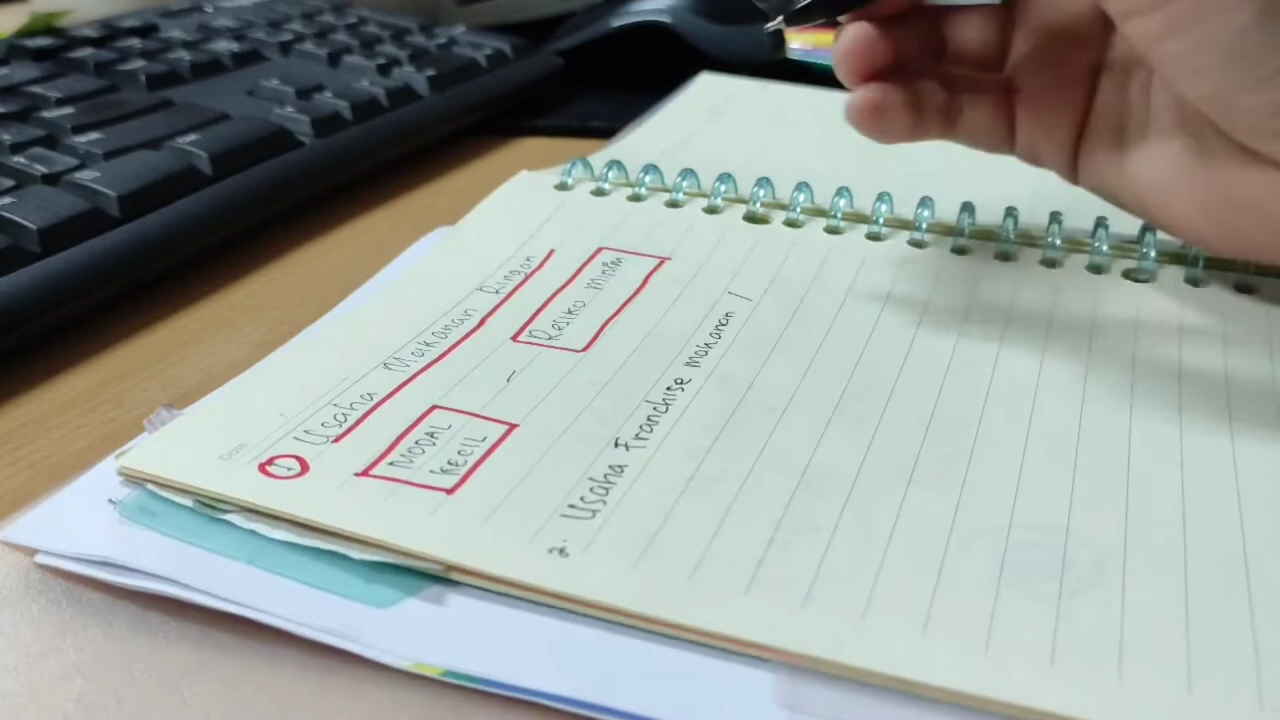 Date
1 Usaha Makanan Ringan
MODAL KECIL - Resiko Minim
2. Usaha Franchise makanan /